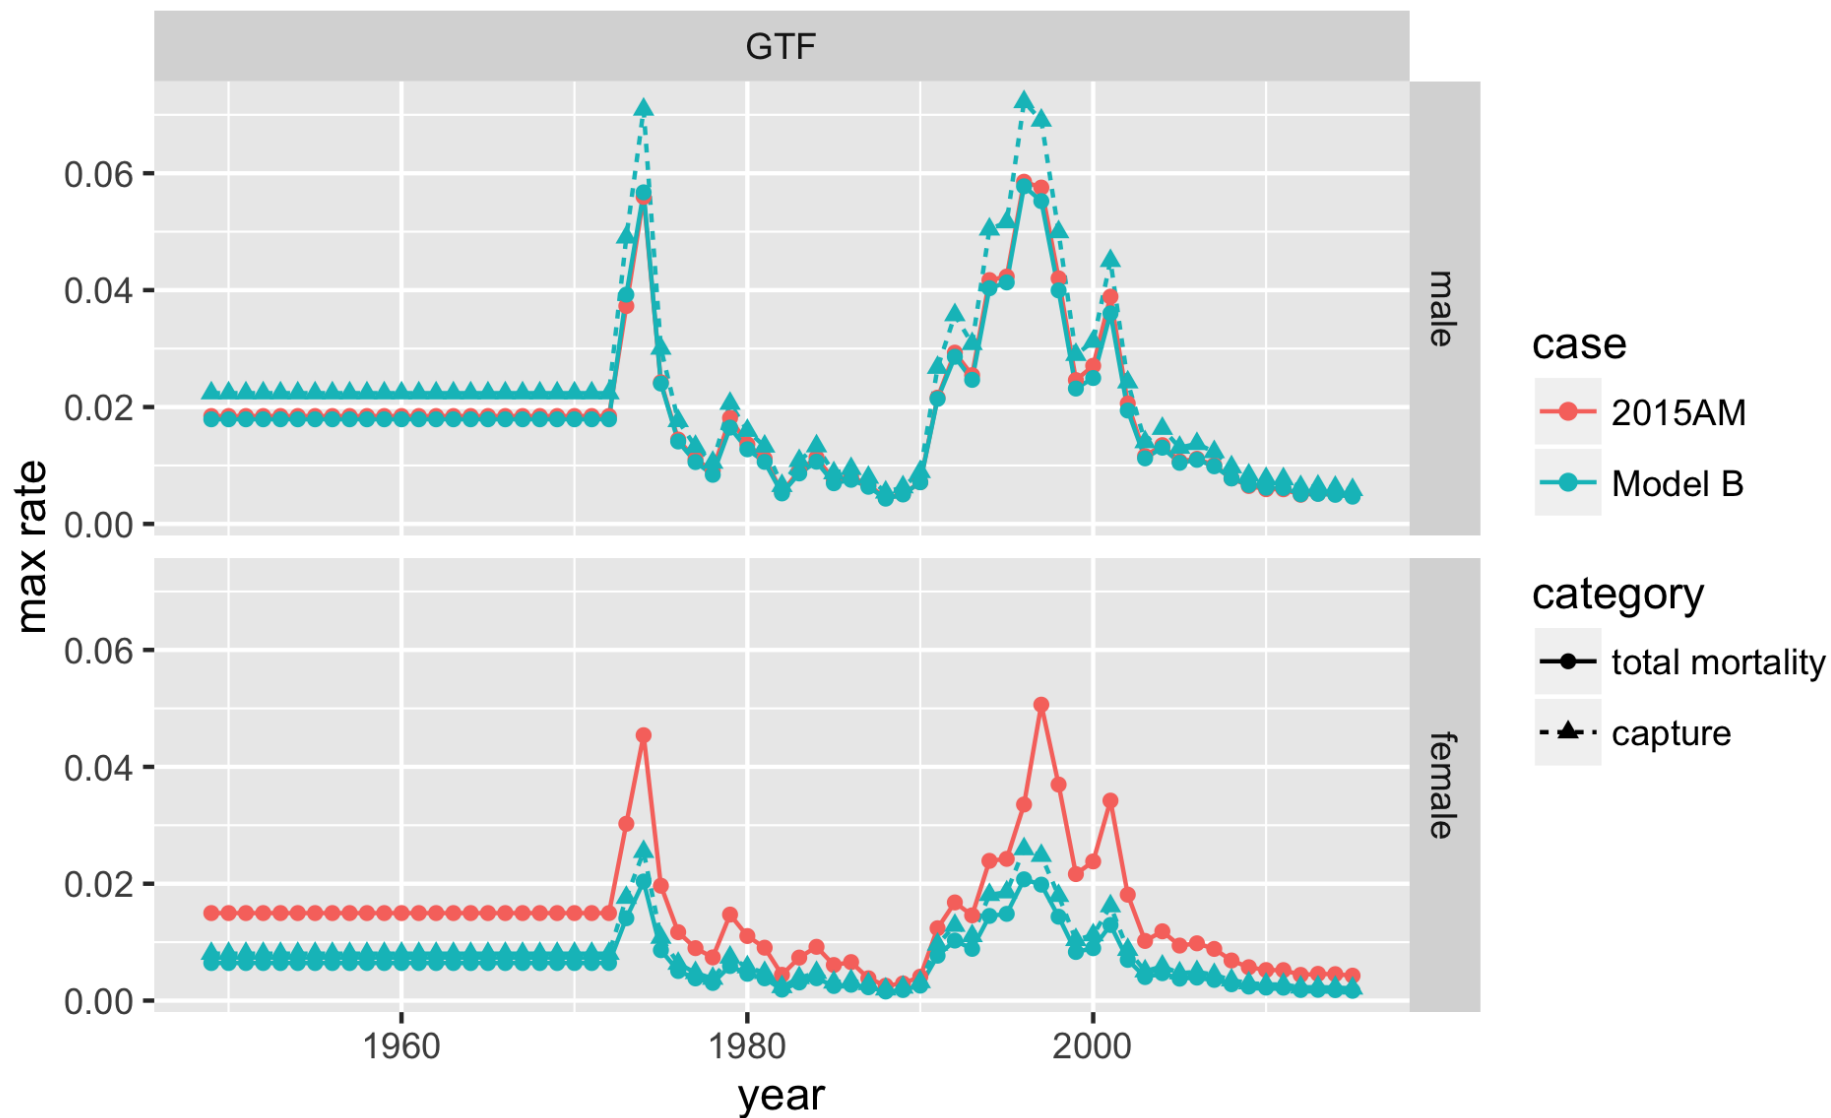 GTF
max rate
0.06
0.04
0.02
0.00
male
0.06
0.04
0.02
0.00
female
1960
1980
2000
year
case
2015AM
Model B
category
total mortality
capture